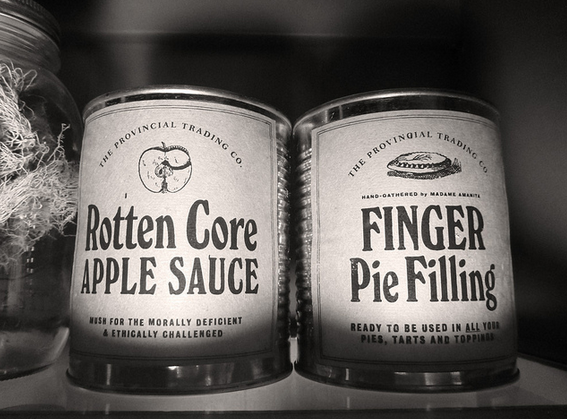 THE PROVINCIAL TRADING CO.
Rotten Core
APPLE SAUCE
MUSH FOR THE MORALLY DEFICIENT
& ETHICALLY CHALLENGED
THE PROVINCIAL TRADING CO.
HAND-GATHERED by MADAME AMANITA
FINGER
Pie Filling
READY TO BE USED IN ALL YOUR
PIES, TARTS AND TOPPINGS